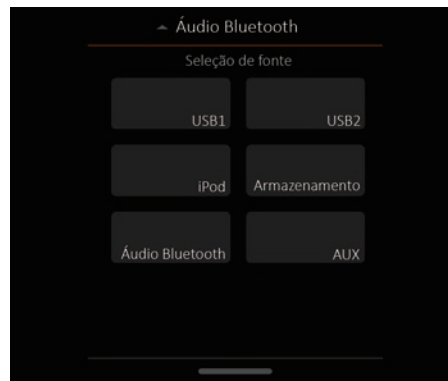 Áudio Bluetooth
Seleção de fonte
USB1
USB2
iPod
Armazenamento
Áudio Bluetooth
AUX